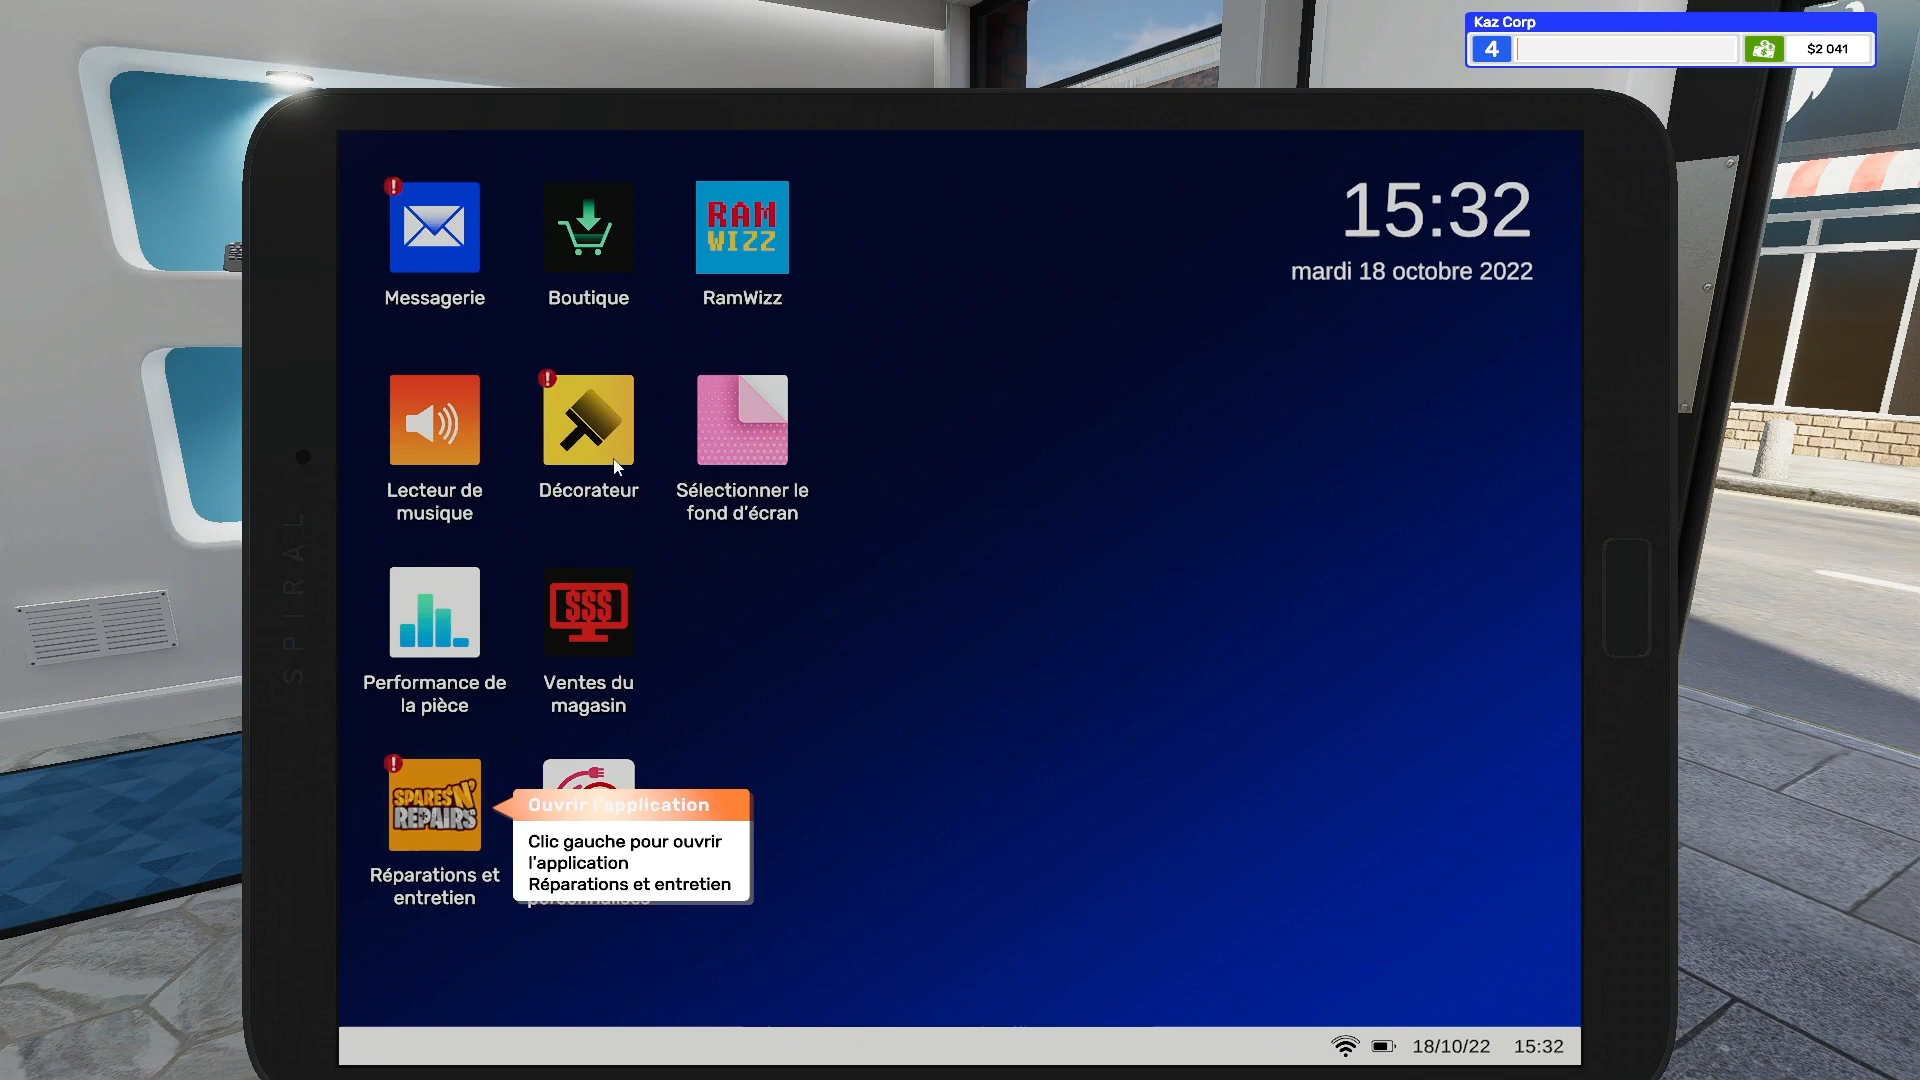 Kaz Corp
4
$2 041
15:32
mardi 18 octobre 2022
Messagerie
Boutique
RAM
WIZZ
RamWizz
Lecteur de
musique
Décorateur
Sélectionner le
fond d'écran
Performance de
la pièce
$$$
Ventes du
magasin
SPARES N'
REPAIRS
Réparations et
entretien
Ouvrir l'application
Clic gauche pour ouvrir
l'application
Réparations et entretien
SPIRAL
18/10/22
15:32